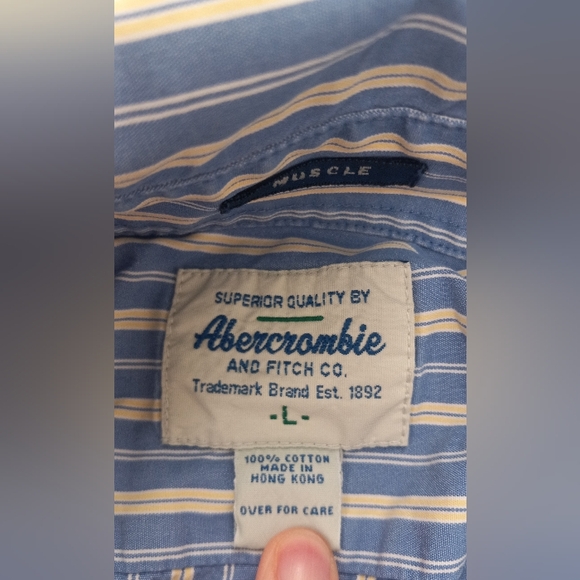 MUSCLE
SUPERIOR QUALITY BY
Abercrombie
AND FITCH CO.
Trademark Brand Est. 1892
-L-
100% COTTON
MADE IN
HONG KONG
OVER FOR CARE